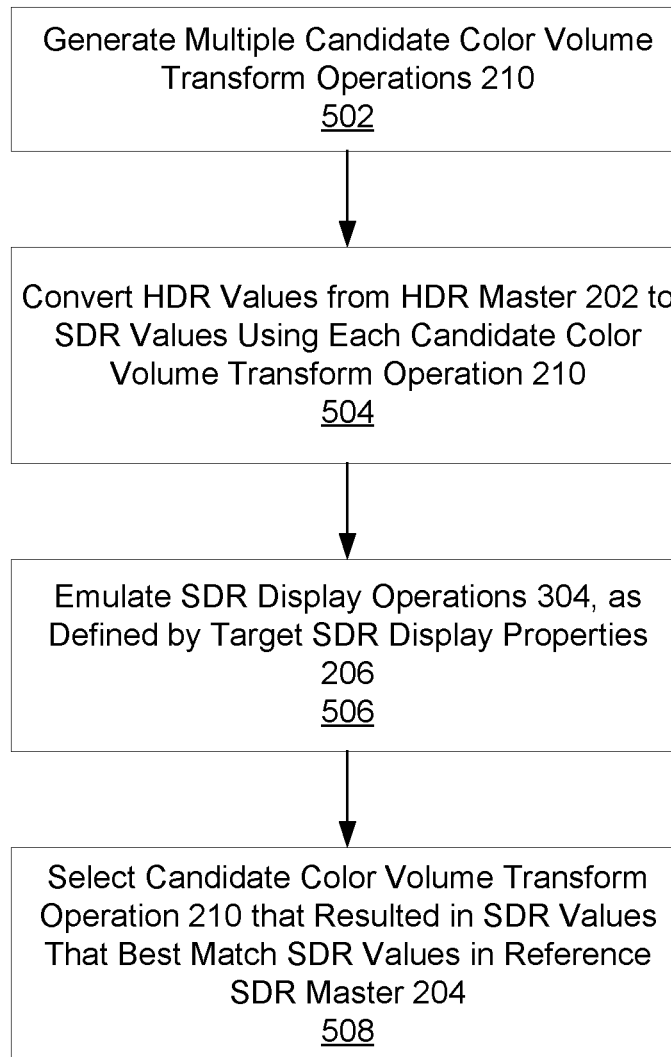 Generate Multiple Candidate Color Volume
Transform Operations 210
502
Convert HDR Values from HDR Master 202 to
SDR Values Using Each Candidate Color
Volume Transform Operation 210
504
Emulate SDR Display Operations 304, as
Defined by Target SDR Display Properties
206
506
Select Candidate Color Volume Transform
Operation 210 that Resulted in SDR Values
That Best Match SDR Values in Reference
SDR Master 204
508